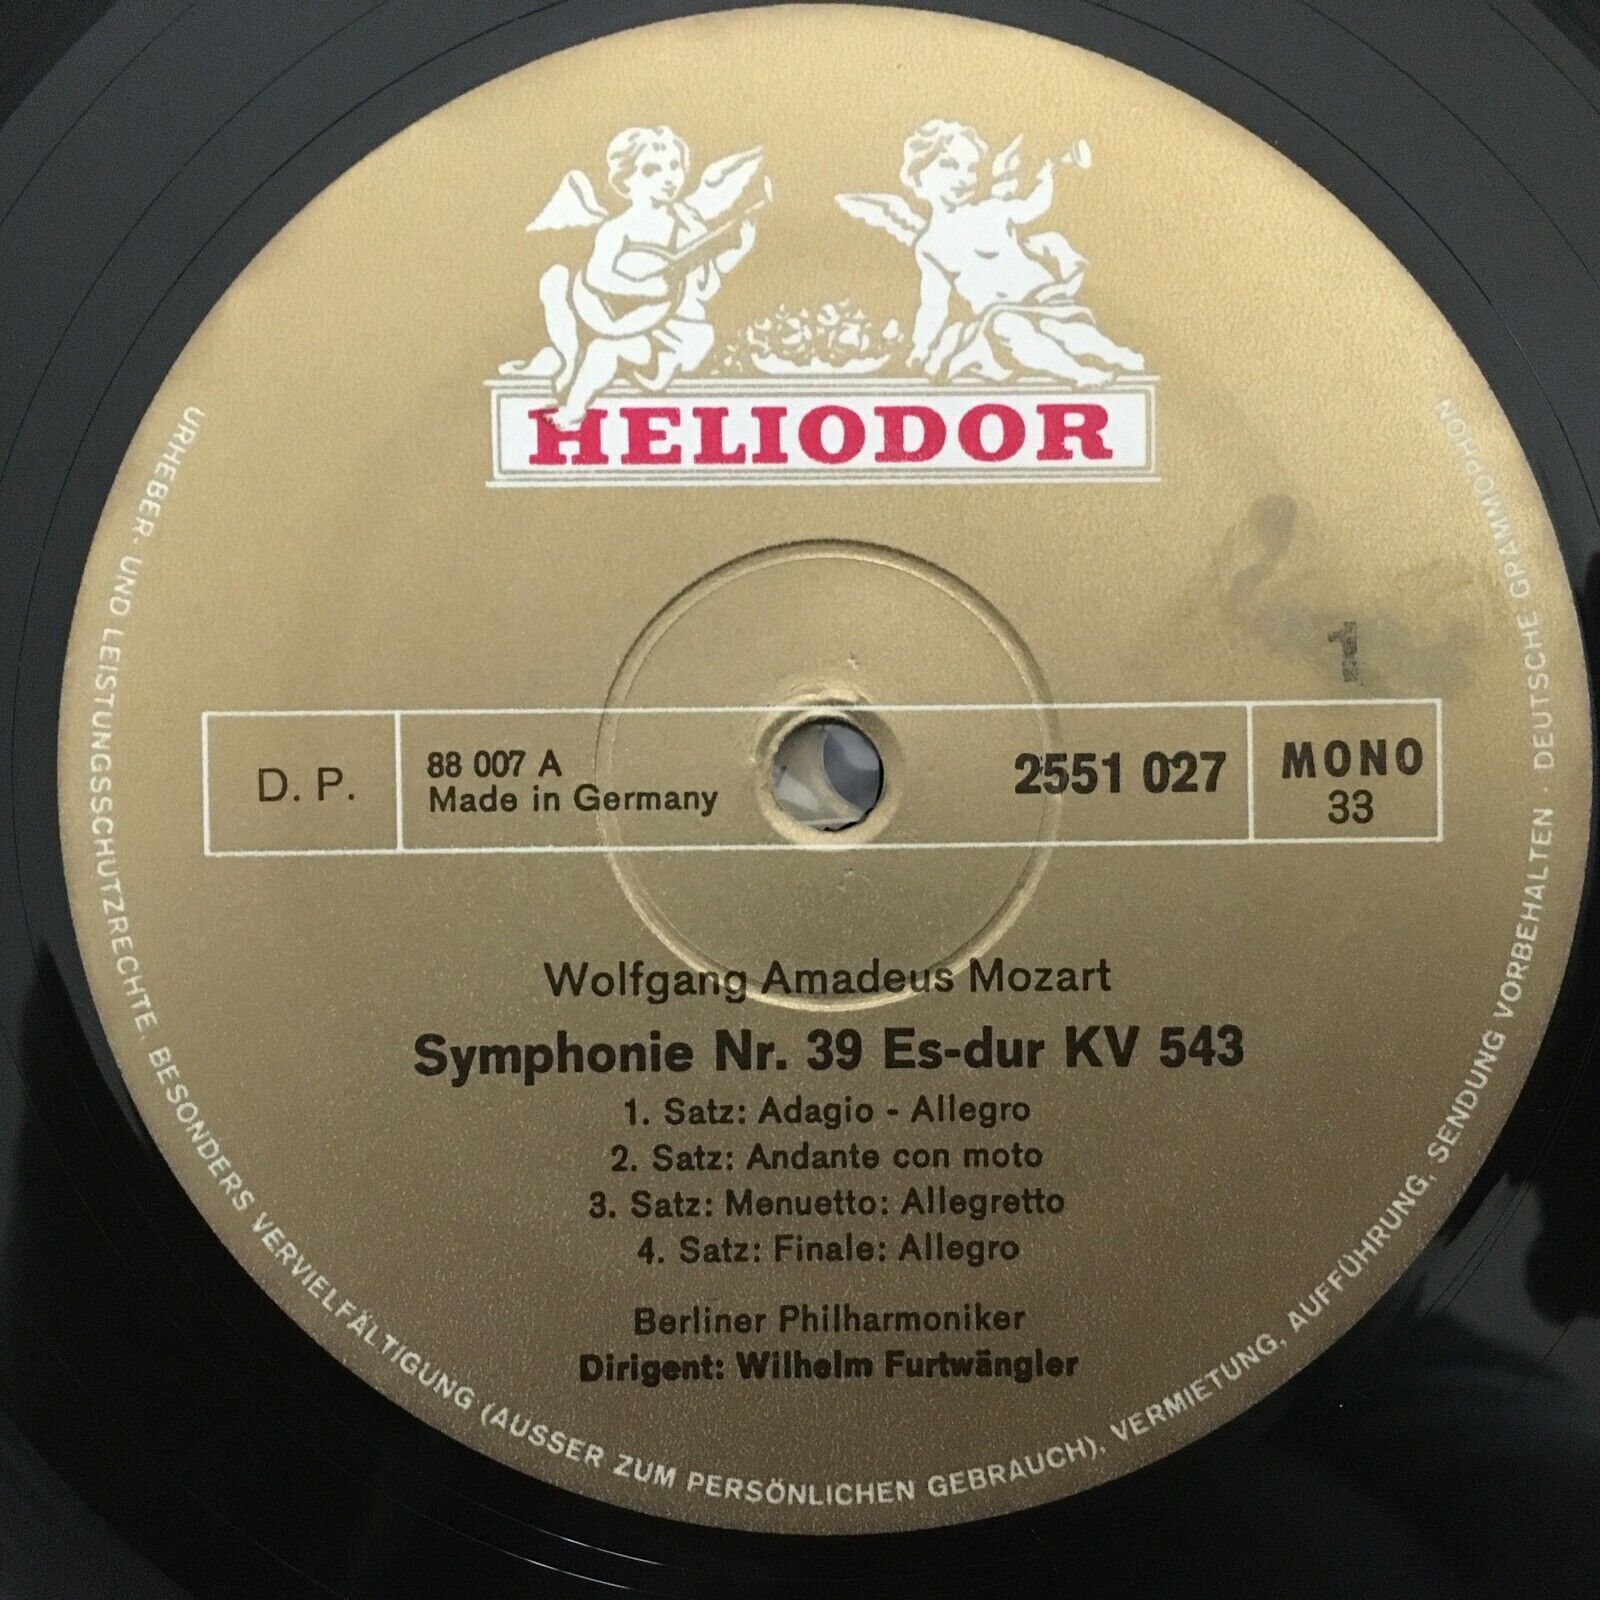 HELIODOR
1
D. P.
88 007 A
Made in Germany
2551 027
MONO
33
Wolfgang Amadeus Mozart
Symphonie Nr. 39 Es-dur KV 543
1. Satz: Adagio - Allegro
2. Satz: Andante con moto
3. Satz: Menuetto: Allegretto
4. Satz: Finale: Allegro
Berliner Philharmoniker
Dirigent: Wilhelm Furtwängler
URHEBER- UND LEISTUNGSSCHUTZRECHTE. BESONDERS VERVIELFÄLTIGUNG (AUSSER ZUM PERSÖNLICHEN GEBRAUCH), VERMIETUNG, AUFFÜHRUNG, SENDUNG VORBEHALTEN · DEUTSCHE GRAMMOPHON